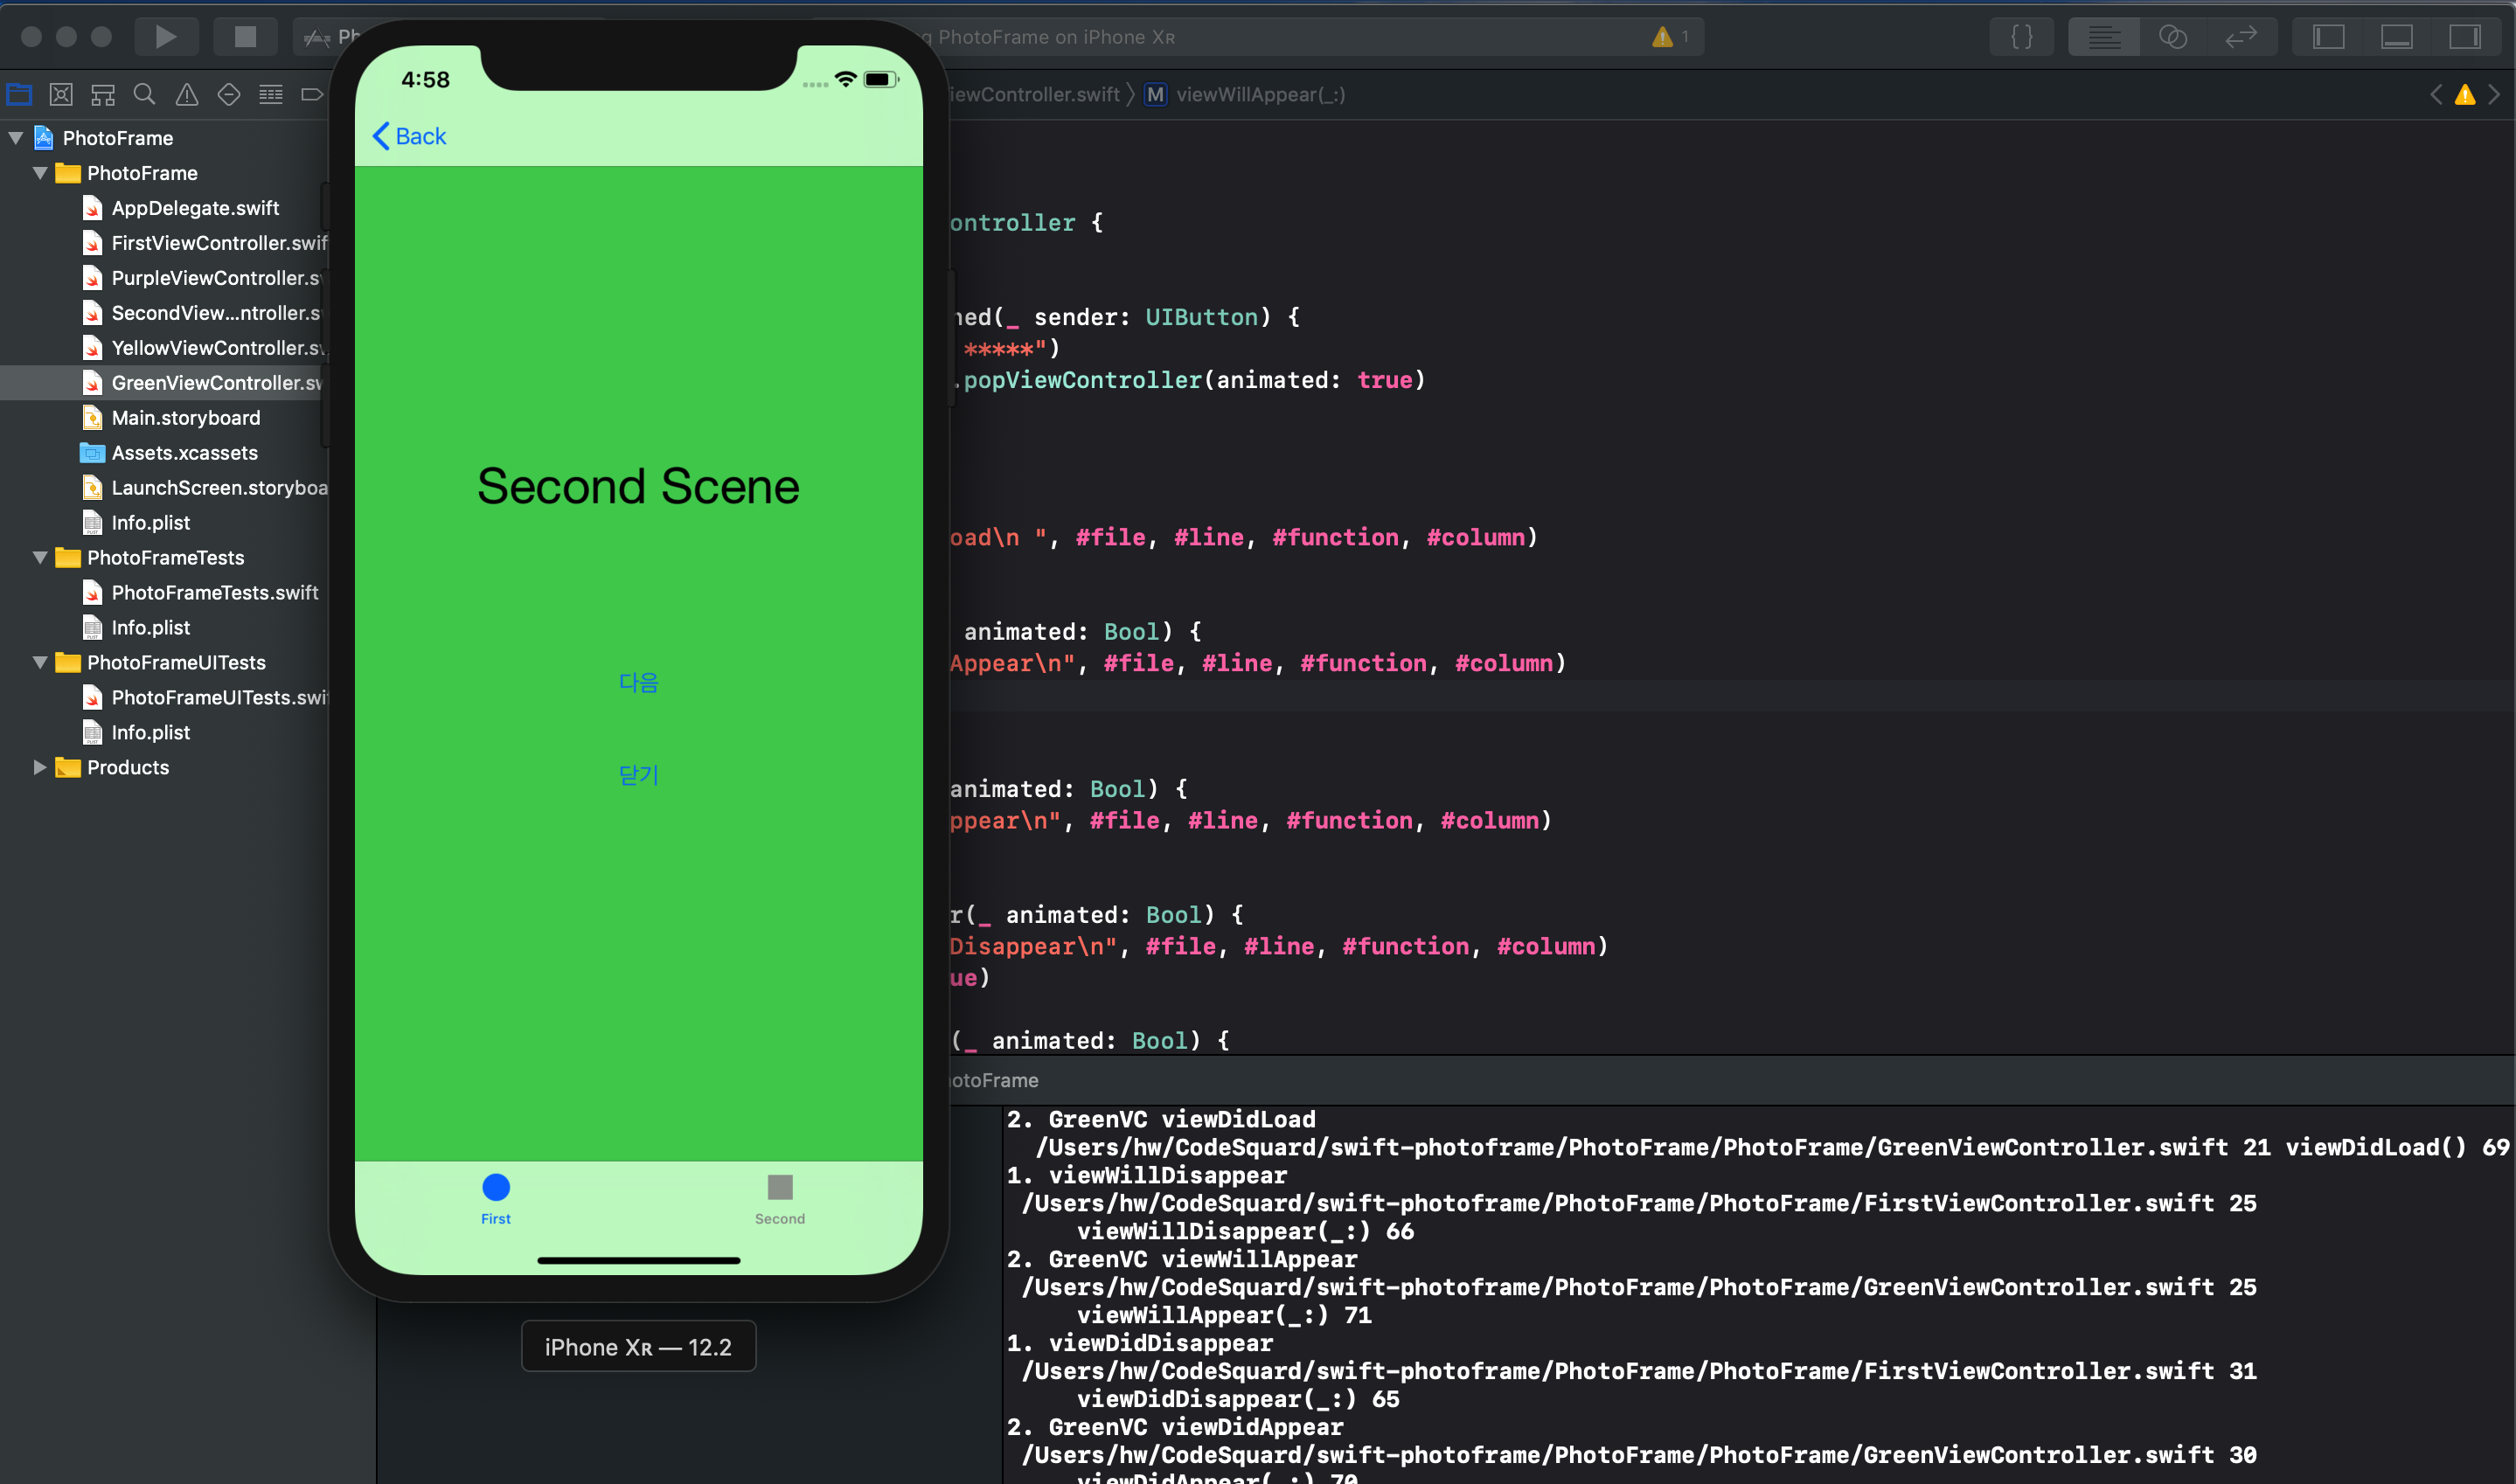 Ph
g PhotoFrame on iPhone XR
1
{ }
iewController.swift
M viewWillAppear(_:)
PhotoFrame
PhotoFrame
AppDelegate.swift
FirstViewController.swif
PurpleViewController.s
SecondView...ntroller.s
YellowViewController.s
GreenViewController.sw
Main.storyboard
Assets.xcassets
LaunchScreen.storyboa
Info.plist
PhotoFrameTests
PhotoFrameTests.swift
Info.plist
PhotoFrameUITests
PhotoFrameUITests.swi
Info.plist
Products
4:58
Back
Second Scene
다음
닫기
First
Second
iPhone XR — 12.2
ontroller {
ned(_ sender: UIButton) {
*****")
.popViewController(animated: true)
oad\n ", #file, #line, #function, #column)
animated: Bool) {
Appear\n", #file, #line, #function, #column)
animated: Bool) {
ppear\n", #file, #line, #function, #column)
r(_ animated: Bool) {
Disappear\n", #file, #line, #function, #column)
ue)
(_ animated: Bool) {
otoFrame
2. GreenVC viewDidLoad
/Users/hw/CodeSquard/swift-photoframe/PhotoFrame/PhotoFrame/GreenViewController.swift 21 viewDidLoad() 69
1. viewWillDisappear
/Users/hw/CodeSquard/swift-photoframe/PhotoFrame/PhotoFrame/FirstViewController.swift 25
viewWillDisappear(_:) 66
2. GreenVC viewWillAppear
/Users/hw/CodeSquard/swift-photoframe/PhotoFrame/PhotoFrame/GreenViewController.swift 25
viewWillAppear(_:) 71
1. viewDidDisappear
/Users/hw/CodeSquard/swift-photoframe/PhotoFrame/PhotoFrame/FirstViewController.swift 31
viewDidDisappear(_:) 65
2. GreenVC viewDidAppear
/Users/hw/CodeSquard/swift-photoframe/PhotoFrame/PhotoFrame/GreenViewController.swift 30
viewDidAppear(_:) 70